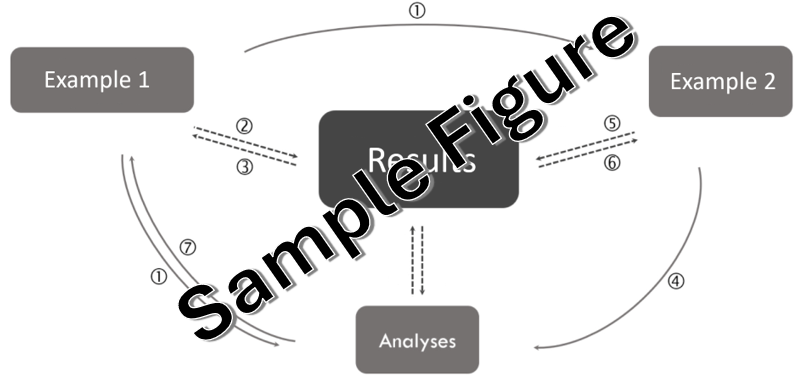 ①
Example 1
Example 2
②
③
Results
⑤
⑥
⑦
①
④
Analyses
Sample Figure